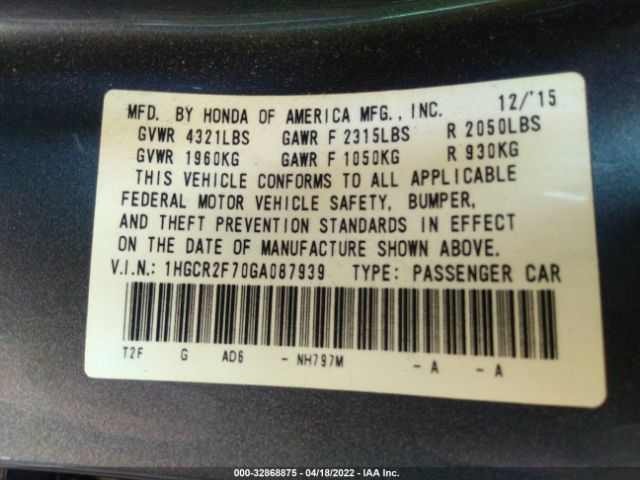 MFD. BY HONDA OF AMERICA MFG., INC. 12/'15
GVWR 4321LBS GAWR F 2315LBS R 2050LBS
GVWR 1960KG GAWR F 1050KG R 930KG
THIS VEHICLE CONFORMS TO ALL APPLICABLE
FEDERAL MOTOR VEHICLE SAFETY, BUMPER,
AND THEFT PREVENTION STANDARDS IN EFFECT
ON THE DATE OF MANUFACTURE SHOWN ABOVE.
V.I.N.: 1HGCR2F70GA087939 TYPE: PASSENGER CAR
T2F G AD6 - NH797M - A - A
000-32868875 - 04/18/2022 - IAA Inc.